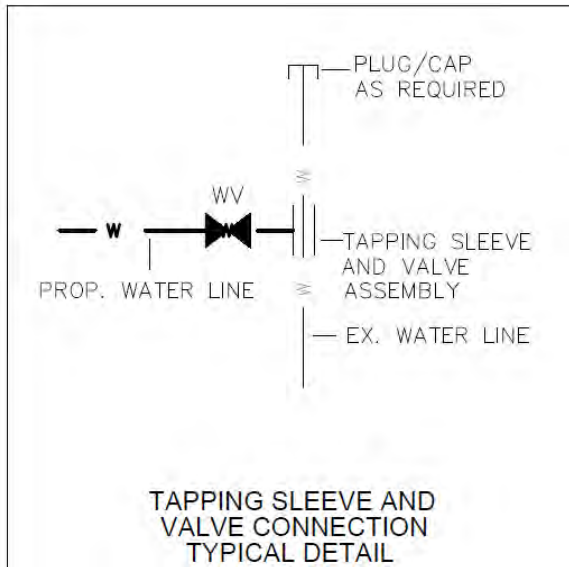 PLUG/CAP
AS REQUIRED
W
WV
W
W
TAPPING SLEEVE
AND VALVE
ASSEMBLY
PROP. WATER LINE
W
EX. WATER LINE
TAPPING SLEEVE AND
VALVE CONNECTION
TYPICAL DETAIL